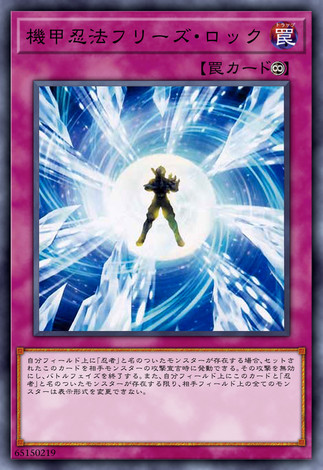 機甲忍法フリーズ・ロック
トラップ
罠
【罠カード】
自分フィールド上に「忍者」と名のついたモンスターが存在する場合、セットさ
れたこのカードを相手モンスターの攻撃宣言時に発動できる。その攻撃を無効
にし、バトルフェイズを終了する。また、自分フィールド上にこのカードと「忍
者」と名のついたモンスターが存在する限り、相手フィールド上の全てのモン
スターは表示形式を変更できない。
65150219